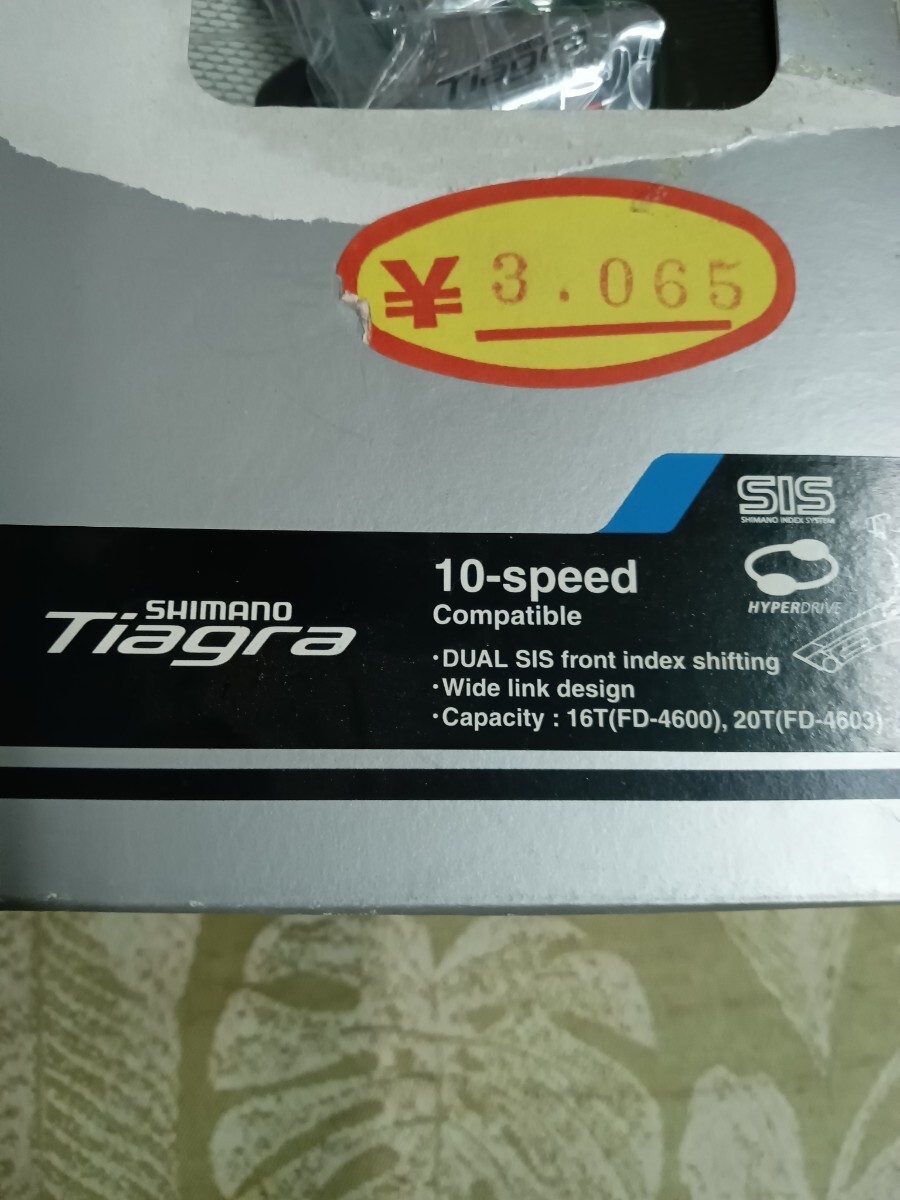 Tiagra
¥ 3.065
SIS
SHIMANO INDEX SYSTEM
HYPERDRIVE
SHIMANO
Tiagra
10-speed
Compatible
・DUAL SIS front index shifting
・Wide link design
・Capacity : 16T(FD-4600), 20T(FD-4603)